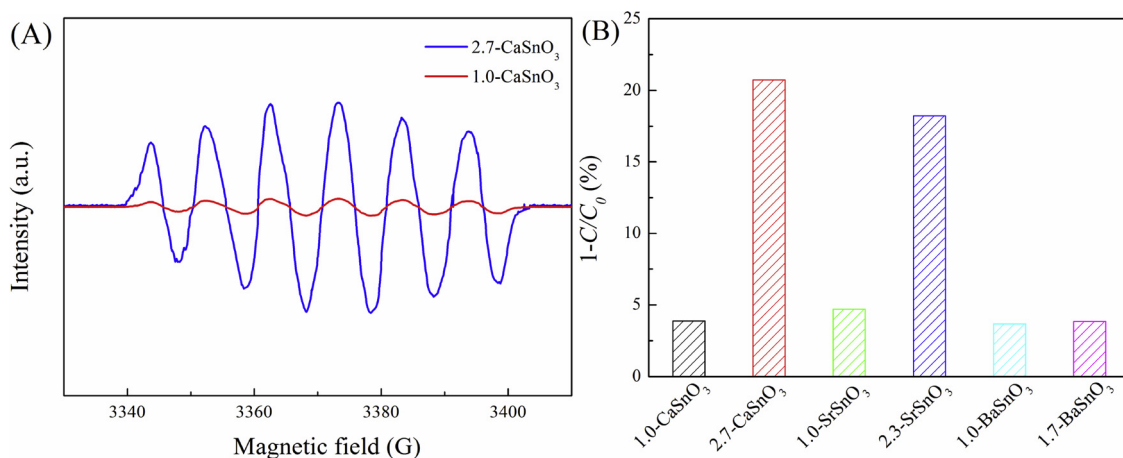 (A)
2.7-CaSnO₃
1.0-CaSnO₃
Intensity (a.u.)
3340 3360 3380 3400
Magnetic field (G)
(B)
25
20
15
10
5
0
1-C/C₀ (%)
1.0-CaSnO₃
2.7-CaSnO₃
1.0-SrSnO₃
2.3-SrSnO₃
1.0-BaSnO₃
1.7-BaSnO₃